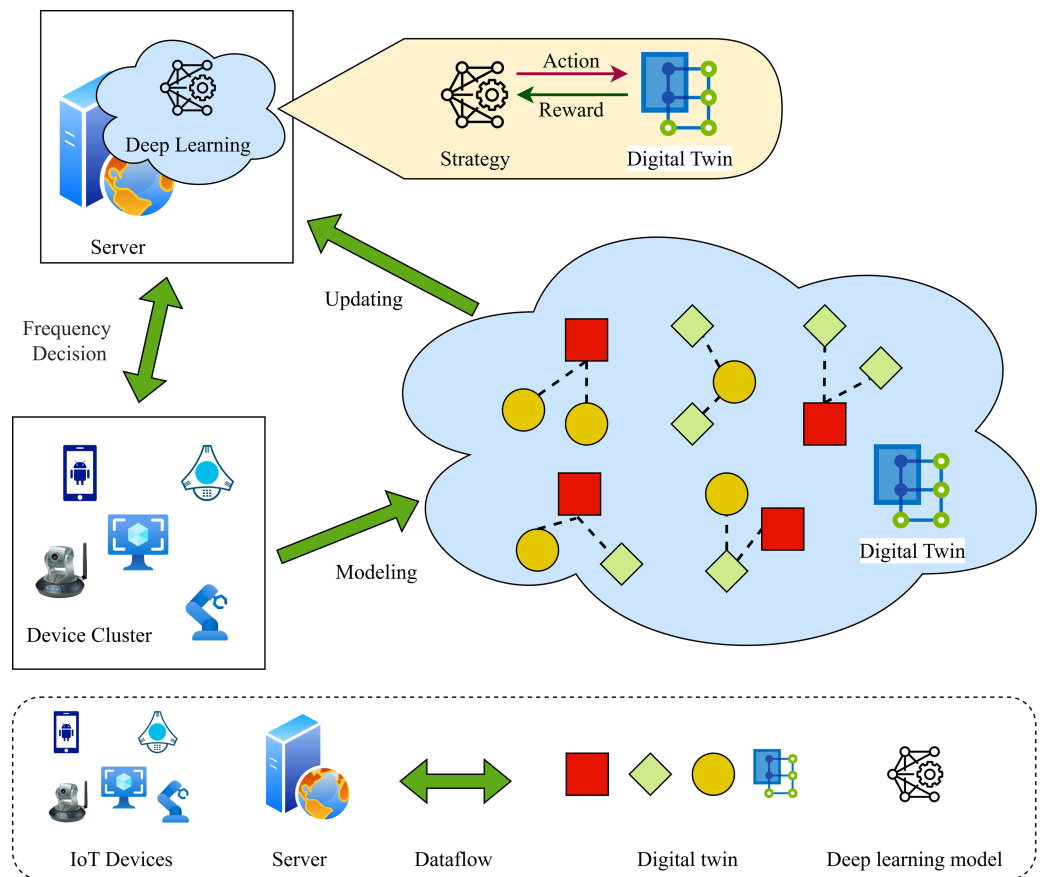 Deep Learning
Server
Action
Reward
Strategy
Digital Twin
Updating
Frequency
Decision
Device Cluster
Modeling
Digital Twin
IoT Devices
Server
Dataflow
Digital twin
Deep learning model